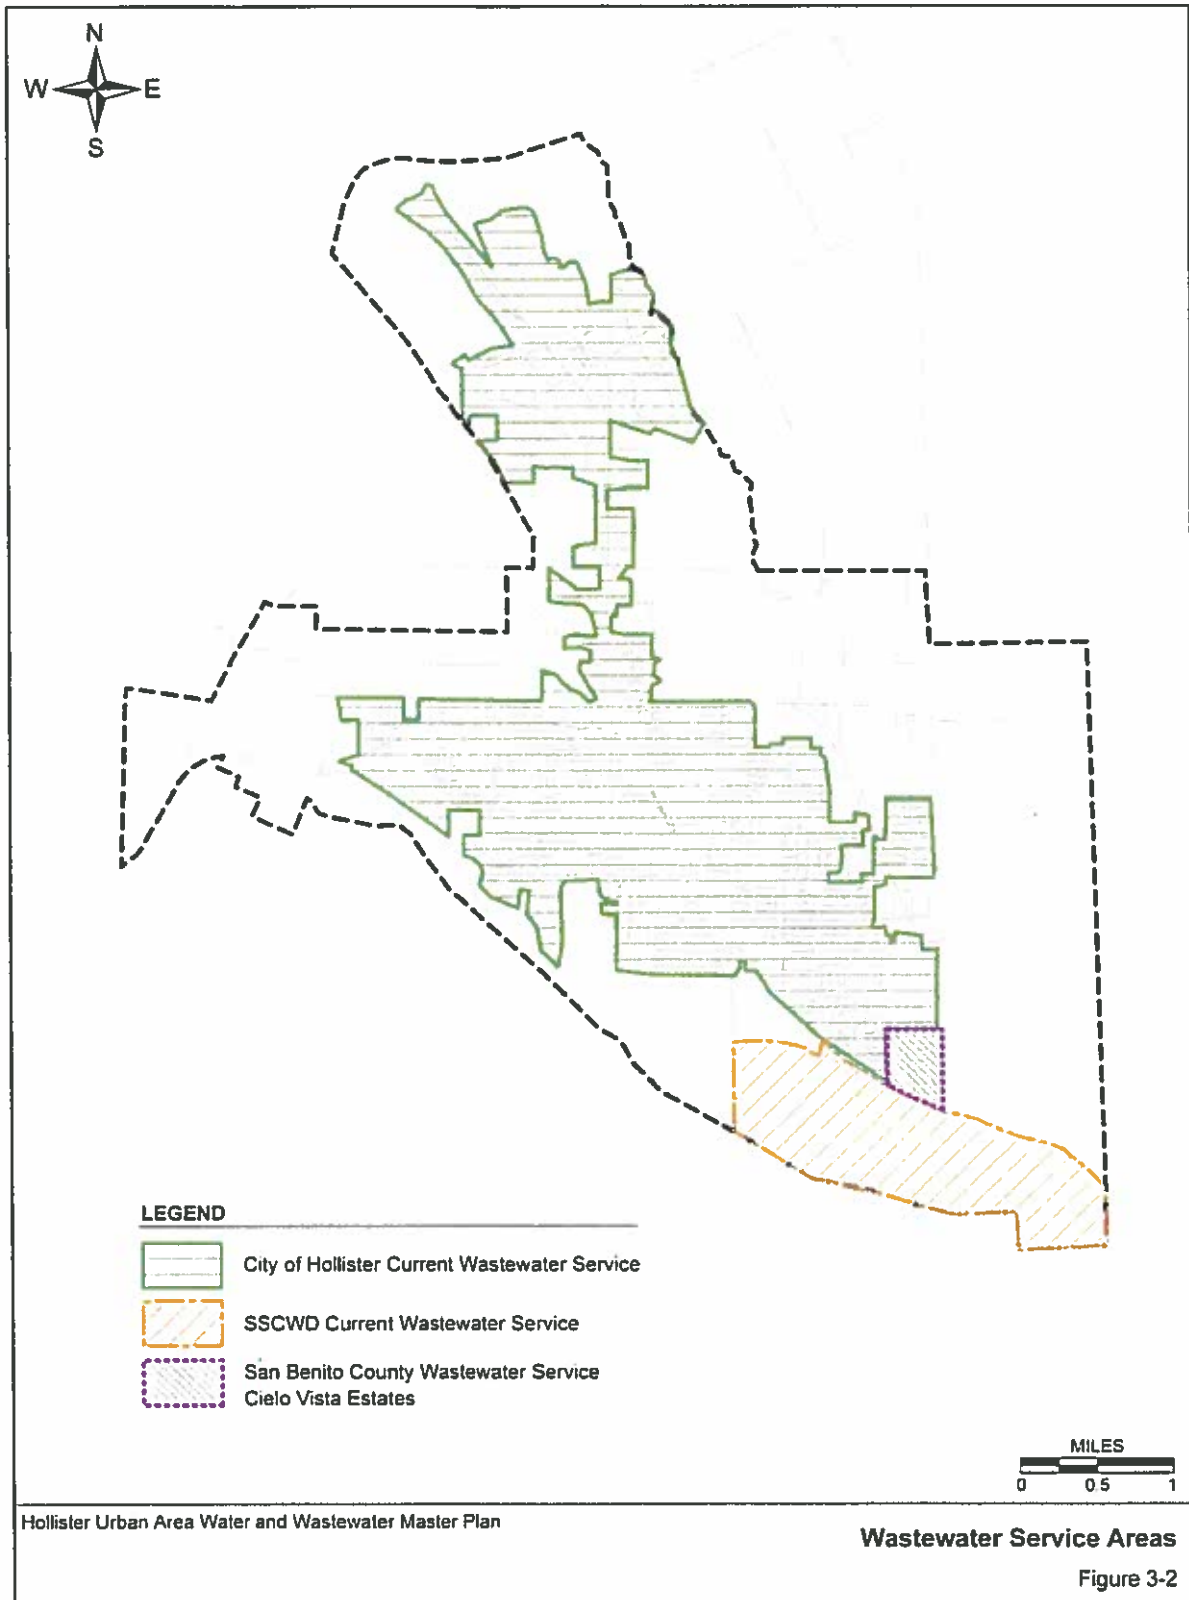 N
W E
S
LEGEND
City of Hollister Current Wastewater Service
SSCWD Current Wastewater Service
San Benito County Wastewater Service
Cielo Vista Estates
MILES
0 0.5 1
Hollister Urban Area Water and Wastewater Master Plan
Wastewater Service Areas
Figure 3-2